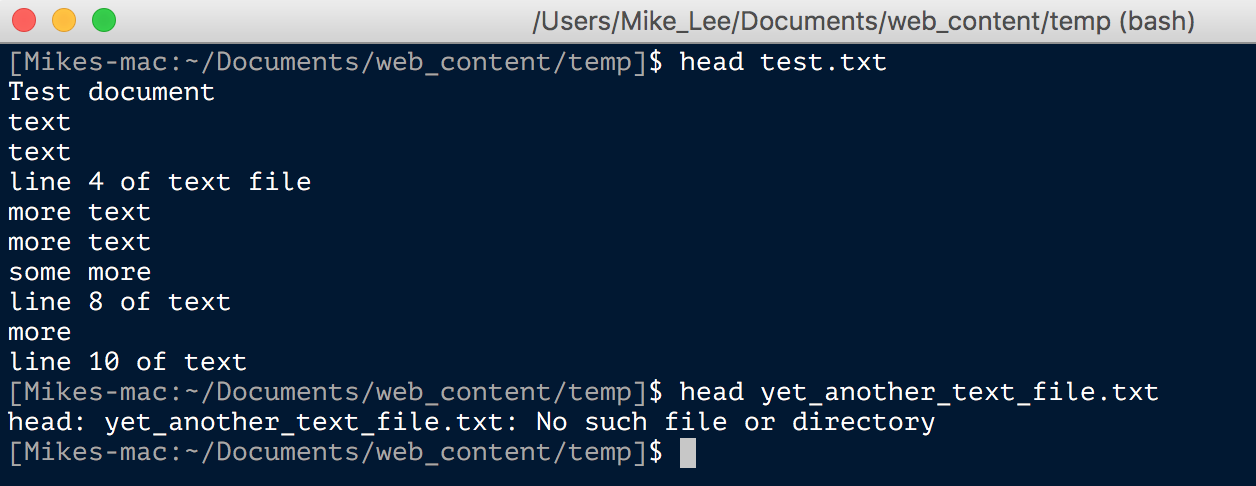 /Users/Mike_Lee/Documents/web_content/temp (bash)
[Mikes-mac:~/Documents/web_content/temp]$ head test.txt
Test document
text
text
line 4 of text file
more text
more text
some more
line 8 of text
more
line 10 of text
[Mikes-mac:~/Documents/web_content/temp]$ head yet_another_text_file.txt
head: yet_another_text_file.txt: No such file or directory
[Mikes-mac:~/Documents/web_content/temp]$